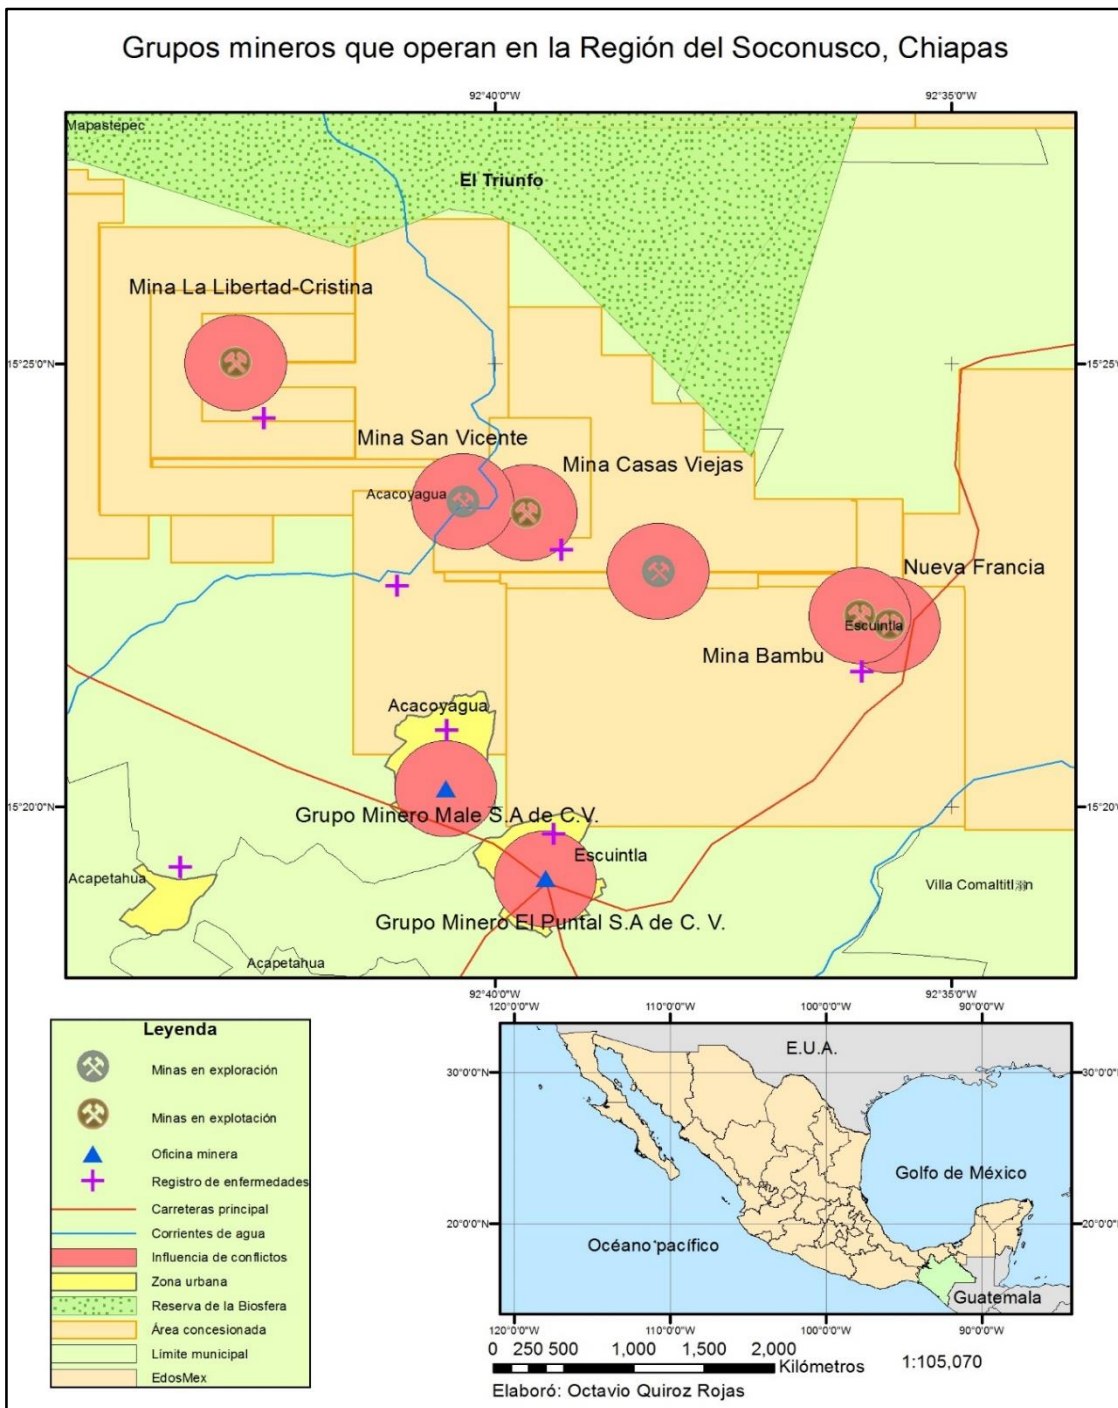 Grupos mineros que operan en la Región del Soconusco, Chiapas
92°40'0"W
92°35'0"W
Mapastepec
El Triunfo
Mina La Libertad-Cristina
15°25'0"N
15°25'
Mina San Vicente
Mina Casas Viejas
Acacoyagua
Nueva Francia
Escuintla
Mina Bambu
Acacoyagua
15°20'0"N
15°20'
Grupo Minero Male S.A de C.V.
Escuintla
Acapetahua
Villa Comaltitlán
Grupo Minero El Puntal S.A de C. V.
Acapetahua
92°40'0"W
92°35'0"W
120°0'0"W
110°0'0"W
100°0'0"W
90°0'0"W
Leyenda
Minas en exploración
Minas en explotación
Oficina minera
Registro de enfermedades
Carreteras principal
Corrientes de agua
Influencia de conflictos
Zona urbana
Reserva de la Biosfera
Área concesionada
Límite municipal
EdosMex
E.U.A.
30°0'0"N
30°0'0"
Golfo de México
20°0'0"N
20°0'0"
Océano pacífico
Guatemala
120°0'0"W
110°0'0"W
100°0'0"W
90°0'0"W
0 250 500 1,000 1,500 2,000
Kilómetros
1:105,070
Elaboró: Octavio Quiroz Rojas